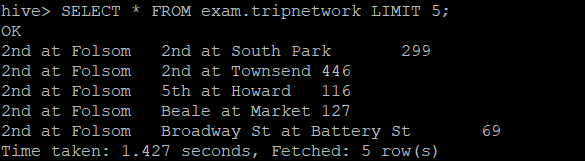 hive> SELECT * FROM exam.tripnetwork LIMIT 5;
OK
2nd at Folsom   2nd at South Park       299
2nd at Folsom   2nd at Townsend 446
2nd at Folsom   5th at Howard   116
2nd at Folsom   Beale at Market 127
2nd at Folsom   Broadway St at Battery St       69
Time taken: 1.427 seconds, Fetched: 5 row(s)